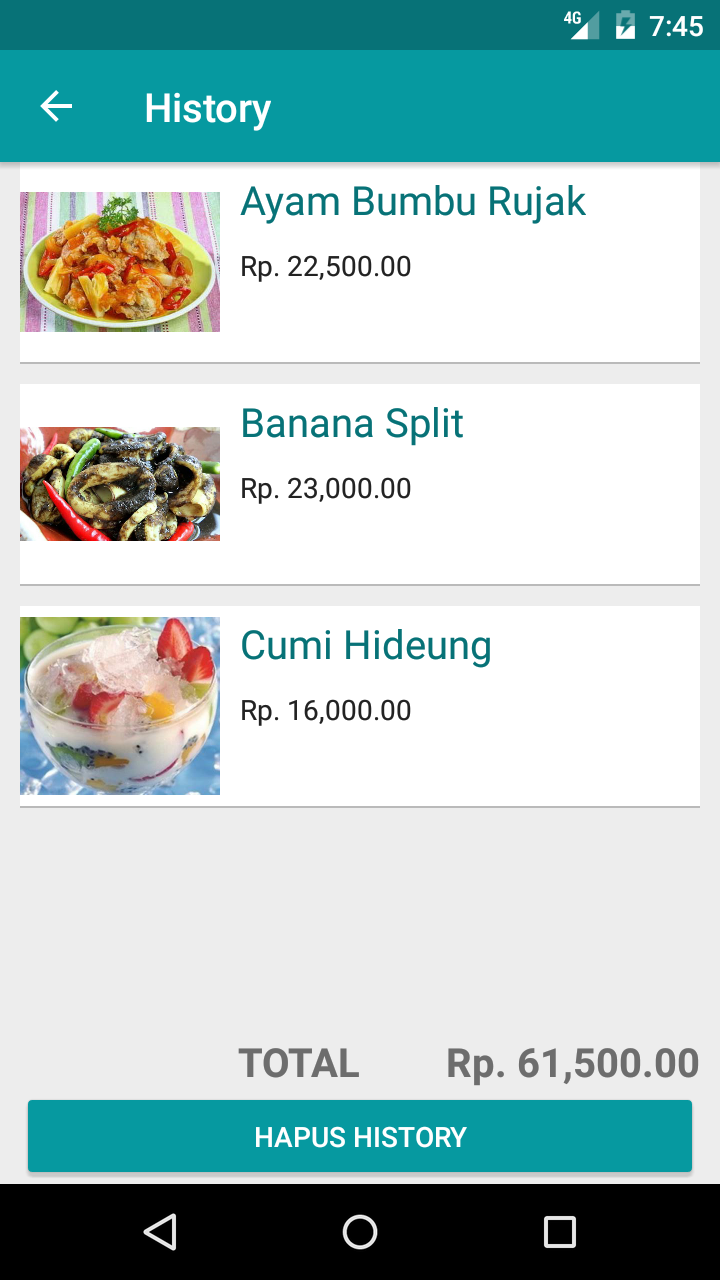 4G 7:45
History
Ayam Bumbu Rujak
Rp. 22,500.00
Banana Split
Rp. 23,000.00
Cumi Hideung
Rp. 16,000.00
TOTAL Rp. 61,500.00
HAPUS HISTORY